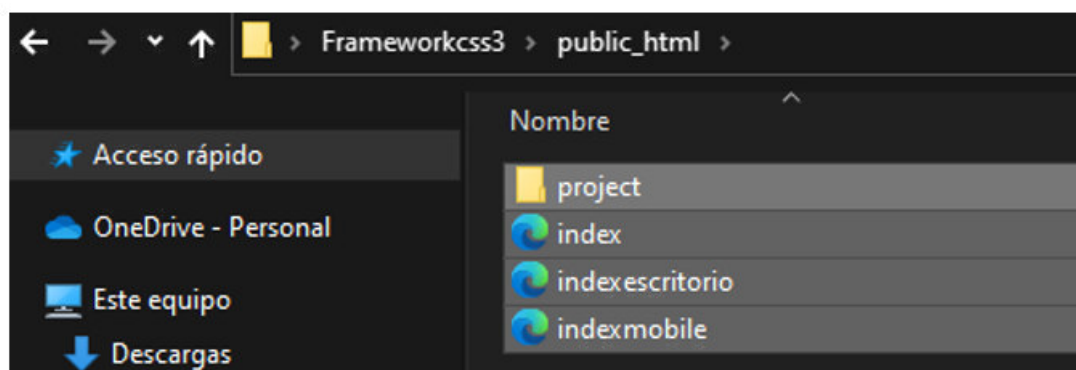 Frameworkcss3 > public_html >
Nombre
Acceso rápido
project
OneDrive - Personal
index
indexescritorio
Este equipo
indexmobile
Descargas